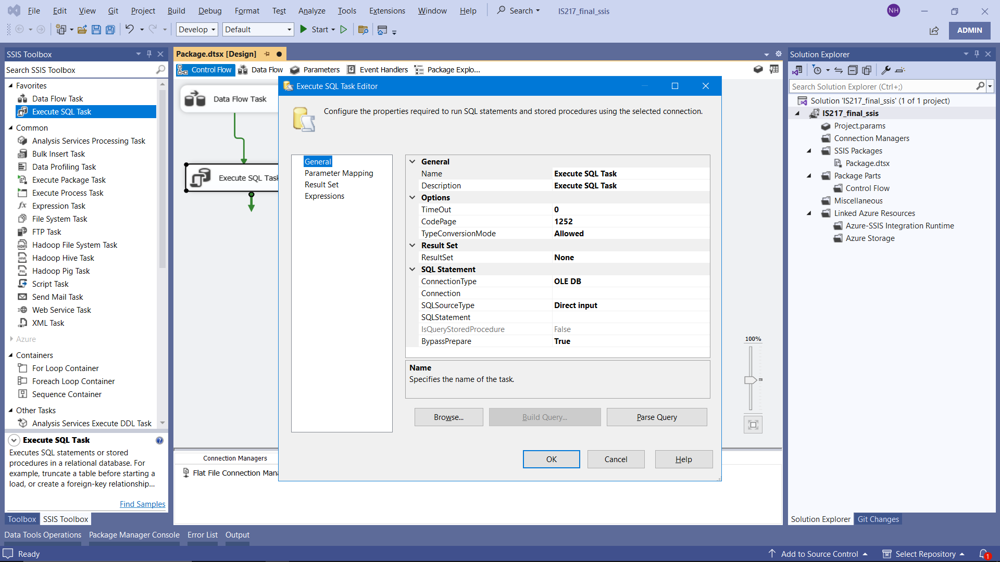 File Edit View Git Project Build Debug Format Test Analyze Tools Extensions Window Help Search IS217_final_ssis NH
Develop Default Start ADMIN
SSIS Toolbox
Search SSIS Toolbox
Favorites
Data Flow Task
Execute SQL Task
Common
Analysis Services Processing Task
Bulk Insert Task
Data Profiling Task
Execute Package Task
Execute Process Task
Expression Task
File System Task
FTP Task
Hadoop File System Task
Hadoop Hive Task
Hadoop Pig Task
Script Task
Send Mail Task
Web Service Task
XML Task
Azure
Containers
For Loop Container
Foreach Loop Container
Sequence Container
Other Tasks
Analysis Services Execute DDL Task
Execute SQL Task
Executes SQL statements or stored
procedures in a relational database. For
example, truncate a table before starting a
load, or create a foreign-key relationship...
Find Samples
Toolbox SSIS Toolbox
Package.dtsx [Design]
Control Flow Data Flow Parameters Event Handlers Package Explo...
Data Flow Task
Execute SQL Task
Execute SQL Task Editor
Configure the properties required to run SQL statements and stored procedures using the selected connection.
General
Parameter Mapping
Result Set
Expressions
General
Name Execute SQL Task
Description Execute SQL Task
Options
TimeOut 0
CodePage 1252
TypeConversionMode Allowed
Result Set
ResultSet None
SQL Statement
ConnectionType OLE DB
Connection
SQLSourceType Direct input
SQLStatement
IsQueryStoredProcedure False
BypassPrepare True
Name
Specifies the name of the task.
Browse... Build Query... Parse Query
OK Cancel Help
100%
Connection Managers
Flat File Connection Mana
Solution Explorer
Search Solution Explorer (Ctrl+;)
Solution 'IS217_final_ssis' (1 of 1 project)
IS217_final_ssis
Project.params
Connection Managers
SSIS Packages
Package.dtsx
Package Parts
Control Flow
Miscellaneous
Linked Azure Resources
Azure-SSIS Integration Runtime
Azure Storage
Solution Explorer Git Changes
Data Tools Operations Package Manager Console Error List Output
Ready Add to Source Control Select Repository 1